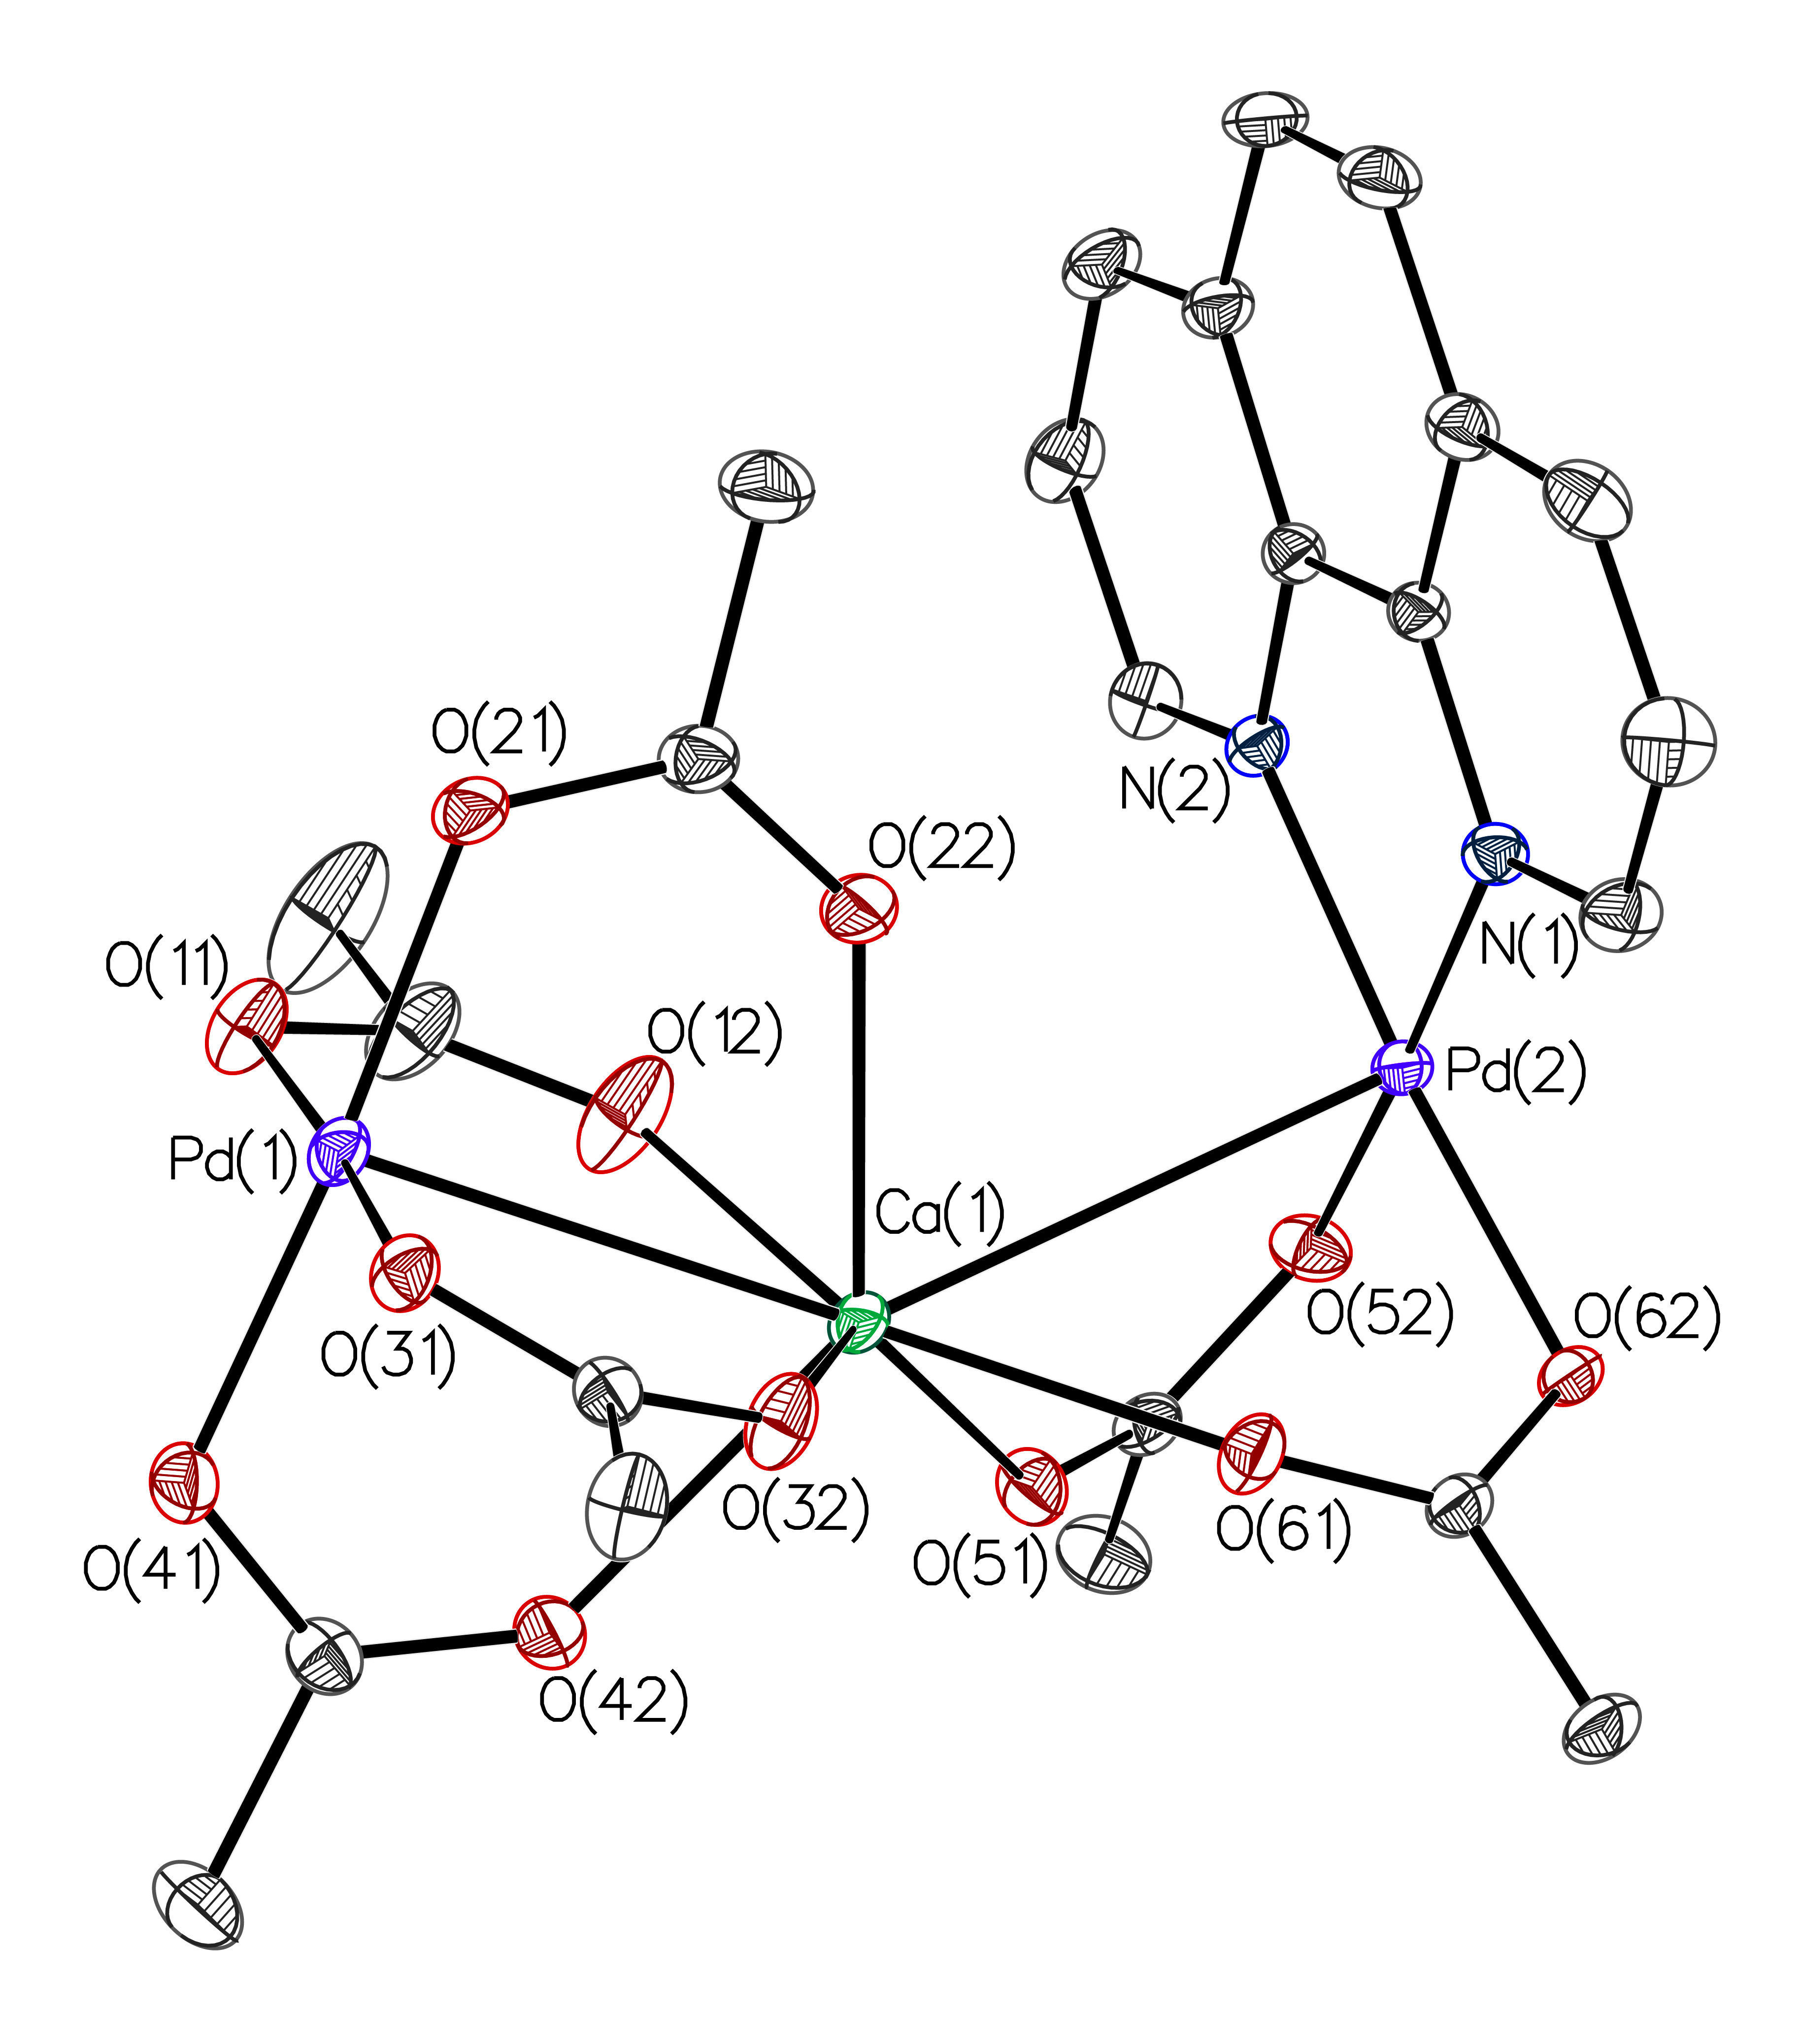 O(21)
N(2)
O(22)
N(1)
O(11)
O(12)
Pd(2)
Pd(1)
Ca(1)
O(52)
O(62)
O(31)
O(32)
O(61)
O(51)
O(41)
O(42)